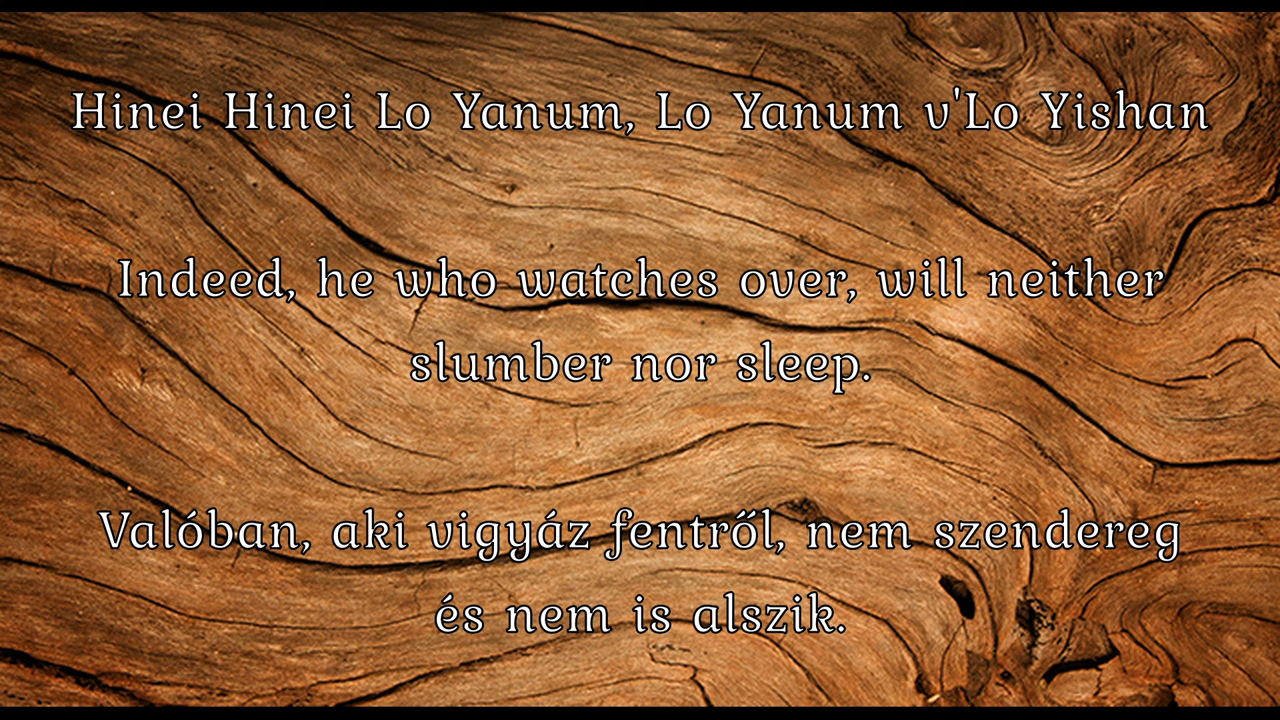 Hinei Hinei Lo Yanum, Lo Yanum v'Lo Yishan
Indeed, he who watches over, will neither
slumber nor sleep.
Valóban, aki vigyáz fentről, nem szendereg
és nem is alszik.